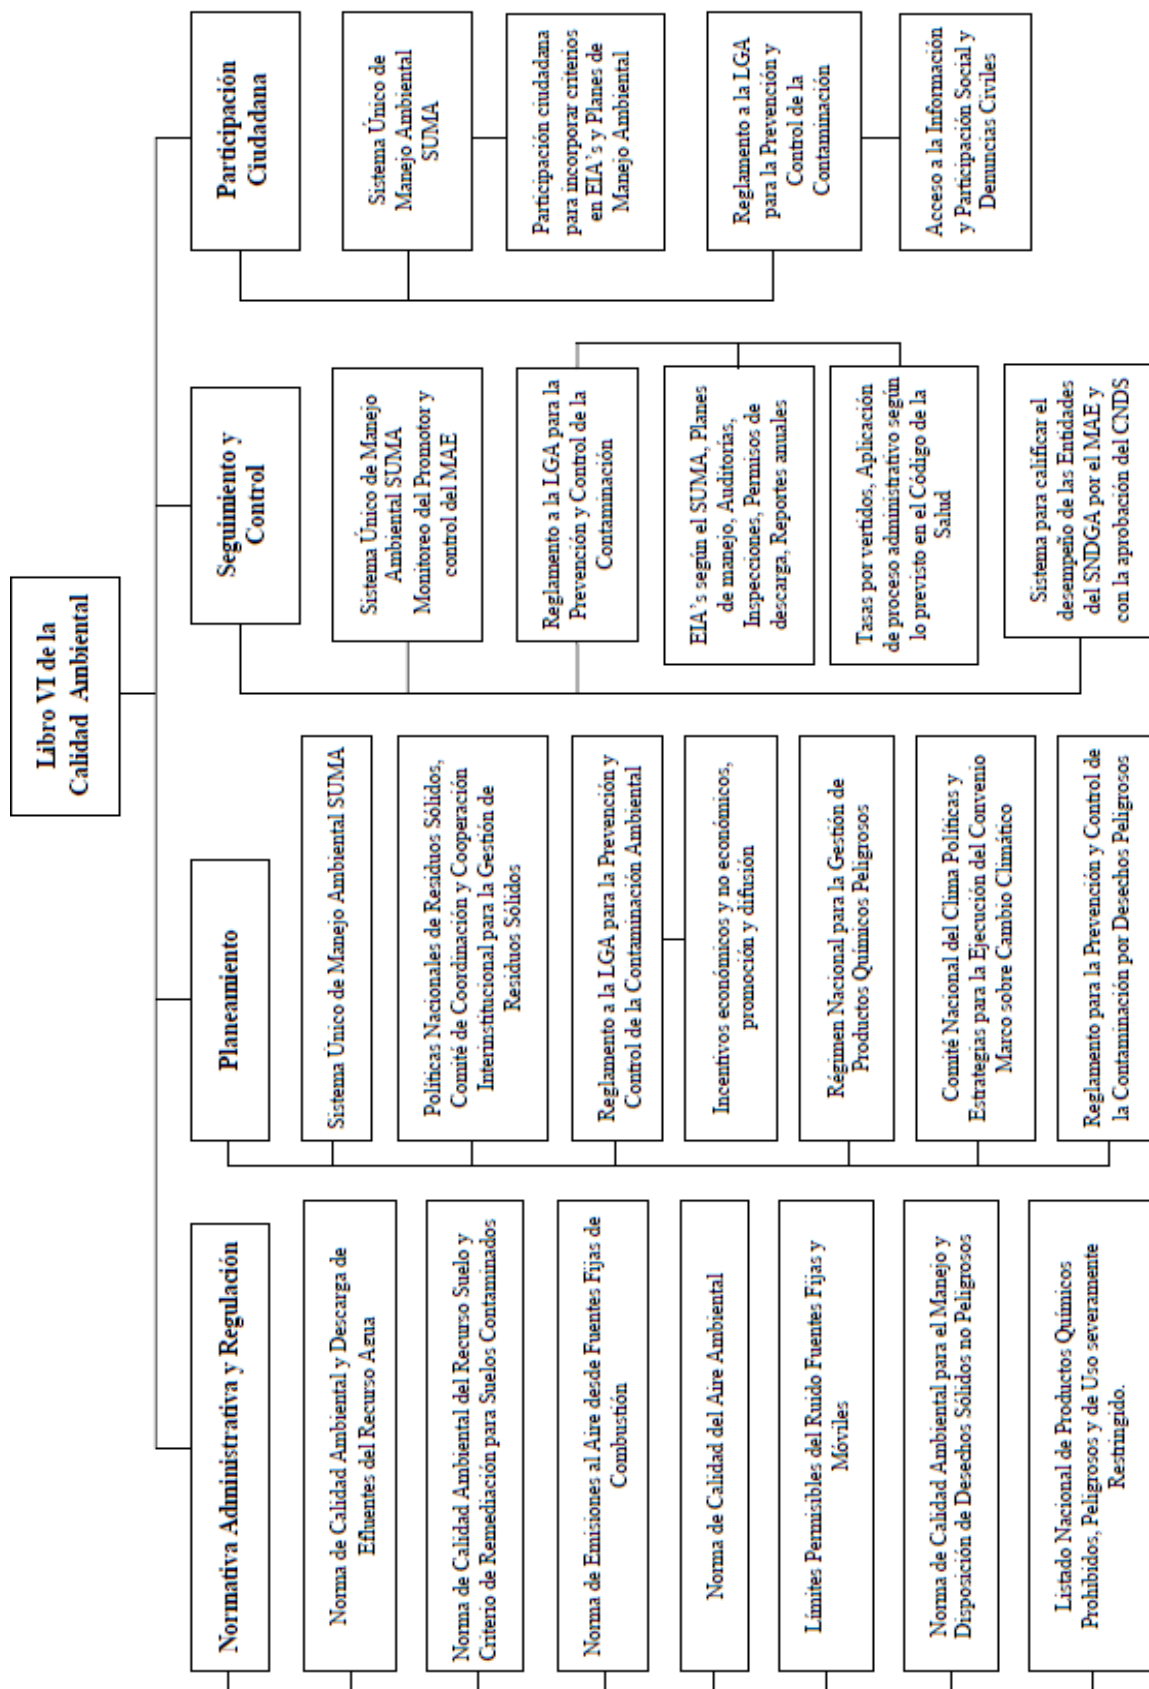 Libro VI de la
Calidad Ambiental
Normativa Administrativa y Regulación
Norma de Calidad Ambiental y Descarga de
Efluentes del Recurso Agua
Norma de Calidad Ambiental del Recurso Suelo y
Criterio de Remediación para Suelos Contaminados
Norma de Emisiones al Aire desde Fuentes Fijas de
Combustión
Norma de Calidad del Aire Ambiental
Límites Permisibles del Ruido Fuentes Fijas y
Móviles
Norma de Calidad Ambiental para el Manejo y
Disposición de Desechos Sólidos no Peligrosos
Listado Nacional de Productos Químicos
Prohibidos, Peligrosos y de Uso severamente
Restringido.
Planeamiento
Sistema Único de Manejo Ambiental SUMA
Políticas Nacionales de Residuos Sólidos,
Comité de Coordinación y Cooperación
Interinstitucional para la Gestión de
Residuos Sólidos
Reglamento a la LGA para la Prevención y
Control de la Contaminación Ambiental
Incentivos económicos y no económicos,
promoción y difusión
Régimen Nacional para la Gestión de
Productos Químicos Peligrosos
Comité Nacional del Clima Políticas y
Estrategias para la Ejecución del Convenio
Marco sobre Cambio Climático
Reglamento para la Prevención y Control de
la Contaminación por Desechos Peligrosos
Seguimiento y
Control
Sistema Único de Manejo
Ambiental SUMA
Monitoreo del Promotor y
control del MAE
Reglamento a la LGA para la
Prevención y Control de la
Contaminación
EIA's según el SUMA, Planes
de manejo, Auditorías,
Inspecciones, Permisos de
descarga, Reportes anuales
Tasas por vertidos, Aplicación
de proceso administrativo según
lo previsto en el Código de la
Salud
Sistema para calificar el
desempeño de las Entidades
del SNDGA por el MAE y
con la aprobación del CNDS
Participación
Ciudadana
Sistema Único de
Manejo Ambiental
SUMA
Participación ciudadana
para incorporar criterios
en EIA's y Planes de
Manejo Ambiental
Reglamento a la LGA
para la Prevención y
Control de la
Contaminación
Acceso a la Información
y Participación Social y
Denuncias Civiles